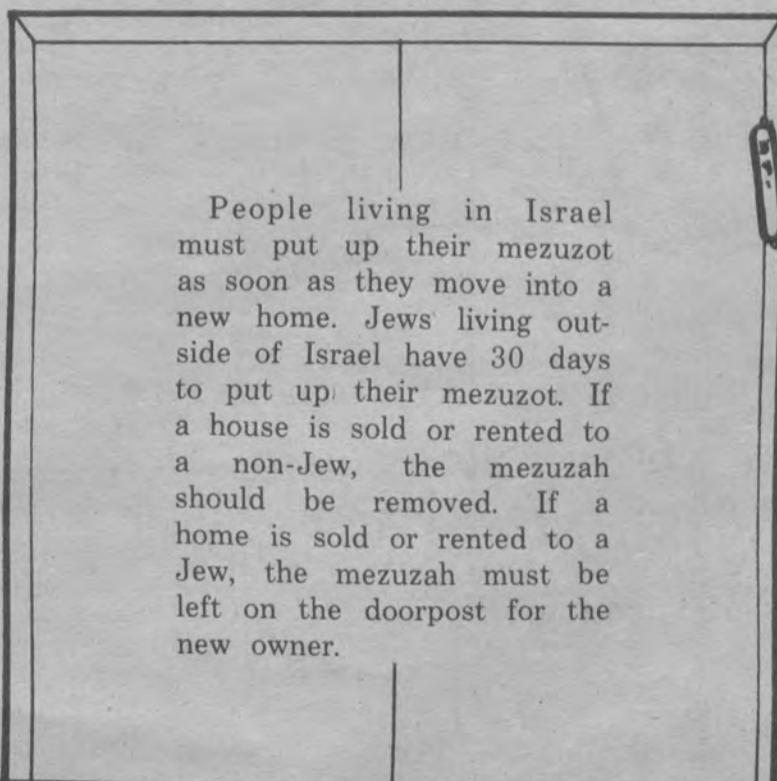 People living in Israel
must put up their mezuzot
as soon as they move into a
new home. Jews living out-
side of Israel have 30 days
to put up their mezuzot. If
a house is sold or rented to
a non-Jew, the mezuzah
should be removed. If a
home is sold or rented to a
Jew, the mezuzah must be
left on the doorpost for the
new owner.